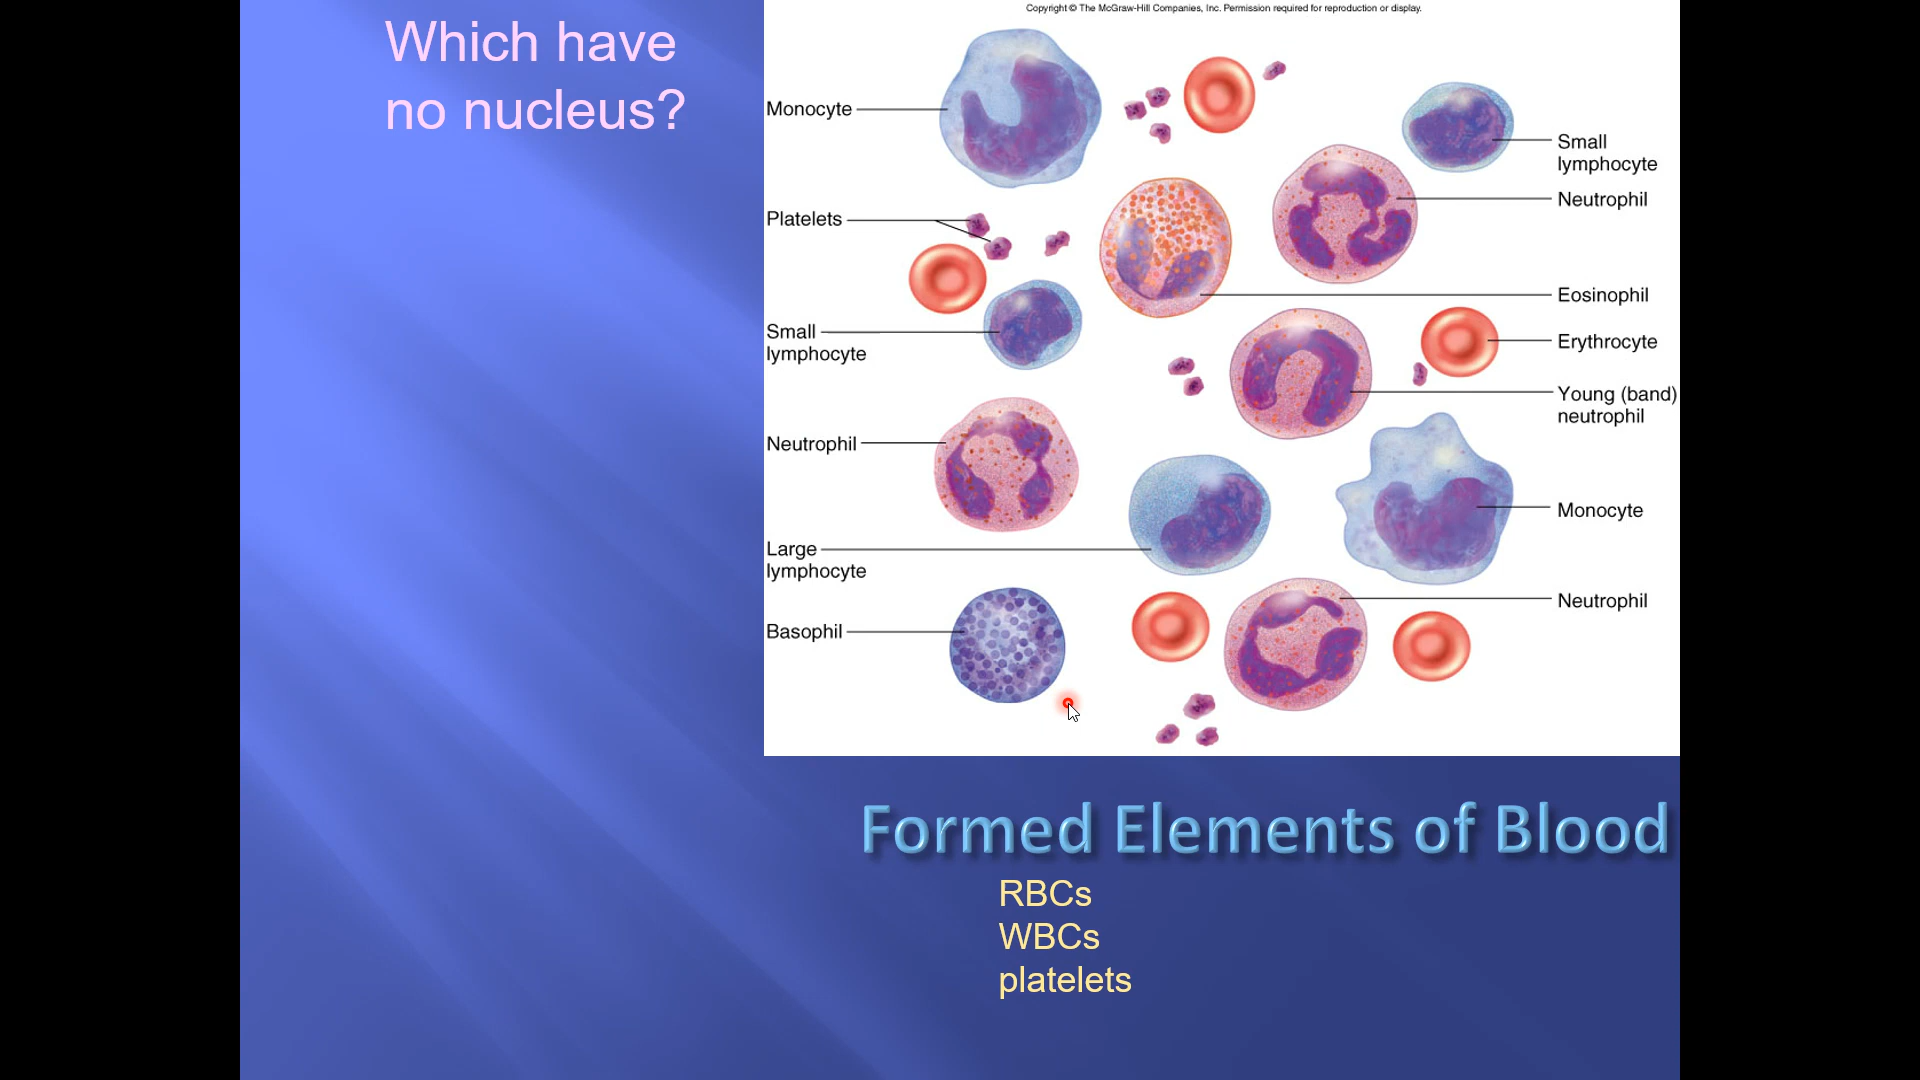 Which have
no nucleus?
Copyright © The McGraw-Hill Companies, Inc. Permission required for reproduction or display.
Monocyte
Platelets
Small
lymphocyte
Neutrophil
Large
lymphocyte
Basophil
Small
lymphocyte
Neutrophil
Eosinophil
Erythrocyte
Young (band)
neutrophil
Monocyte
Neutrophil
Formed Elements of Blood
RBCs
WBCs
platelets